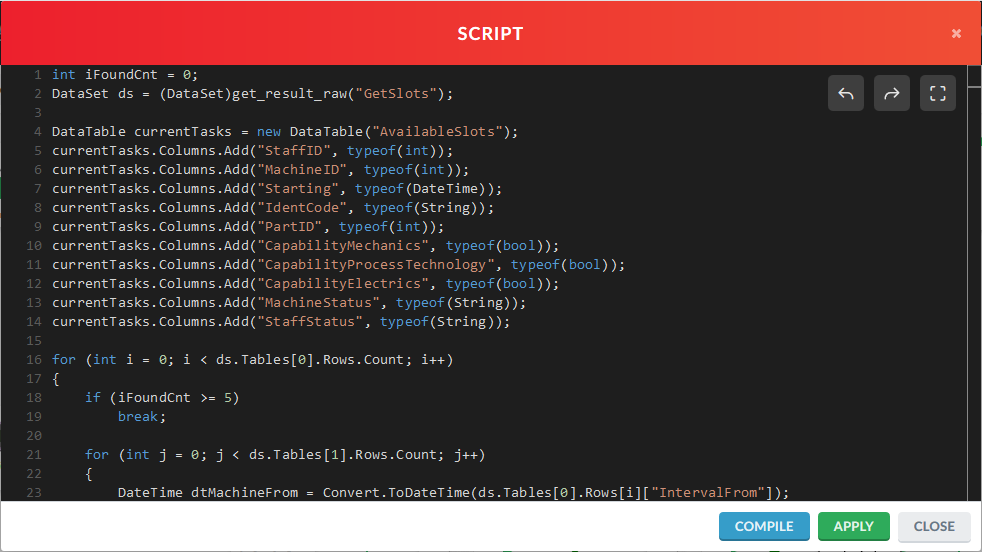 SCRIPT
1 int iFoundCnt = 0;
2 DataSet ds = (DataSet)get_result_raw("GetSlots");
3
4 DataTable currentTasks = new DataTable("AvailableSlots");
5 currentTasks.Columns.Add("StaffID", typeof(int));
6 currentTasks.Columns.Add("MachineID", typeof(int));
7 currentTasks.Columns.Add("Starting", typeof(DateTime));
8 currentTasks.Columns.Add("IdentCode", typeof(String));
9 currentTasks.Columns.Add("PartID", typeof(int));
10 currentTasks.Columns.Add("CapabilityMechanics", typeof(bool));
11 currentTasks.Columns.Add("CapabilityProcessTechnology", typeof(bool));
12 currentTasks.Columns.Add("CapabilityElectrics", typeof(bool));
13 currentTasks.Columns.Add("MachineStatus", typeof(String));
14 currentTasks.Columns.Add("StaffStatus", typeof(String));
15
16 for (int i = 0; i < ds.Tables[0].Rows.Count; i++)
17 {
18     if (iFoundCnt >= 5)
19         break;
20
21     for (int j = 0; j < ds.Tables[1].Rows.Count; j++)
22     {
23         DateTime dtMachineFrom = Convert.ToDateTime(ds.Tables[0].Rows[i]["IntervalFrom"]);
COMPILE APPLY CLOSE